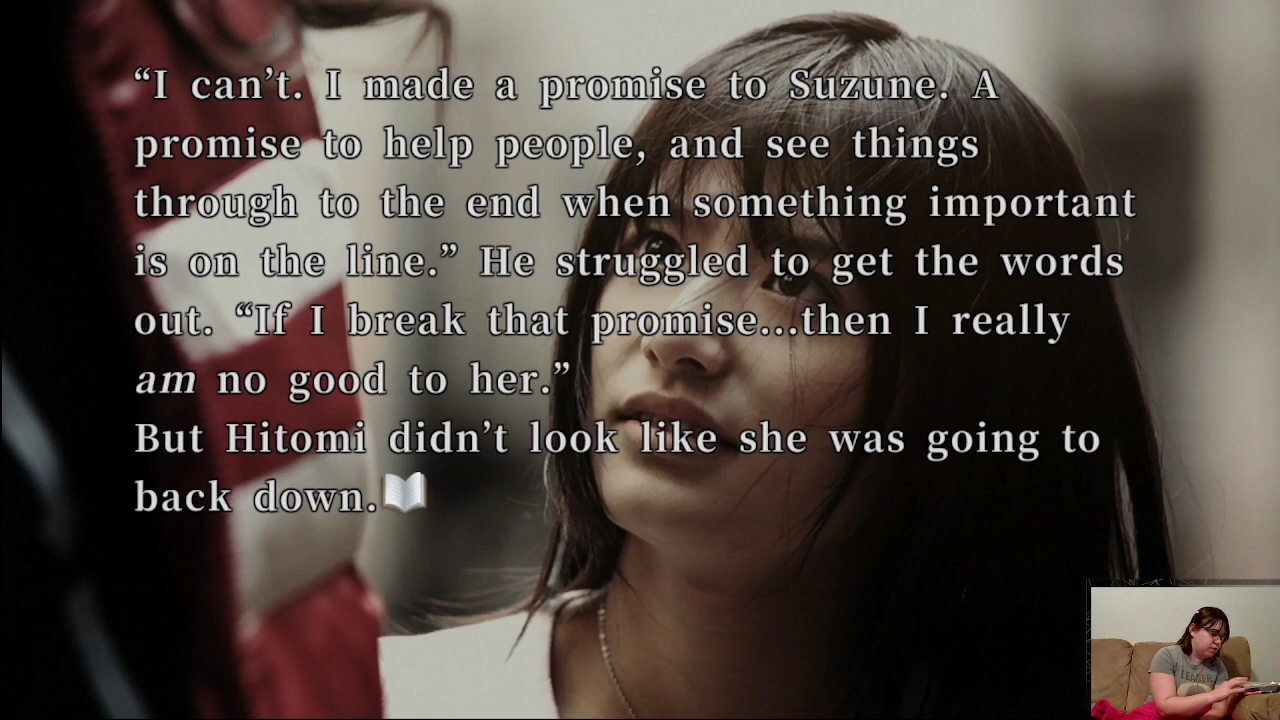 “I can’t. I made a promise to Suzune. A
promise to help people, and see things
through to the end when something important
is on the line.” He struggled to get the words
out. “If I break that promise...then I really
am no good to her.”
But Hitomi didn’t look like she was going to
back down.
LEADER